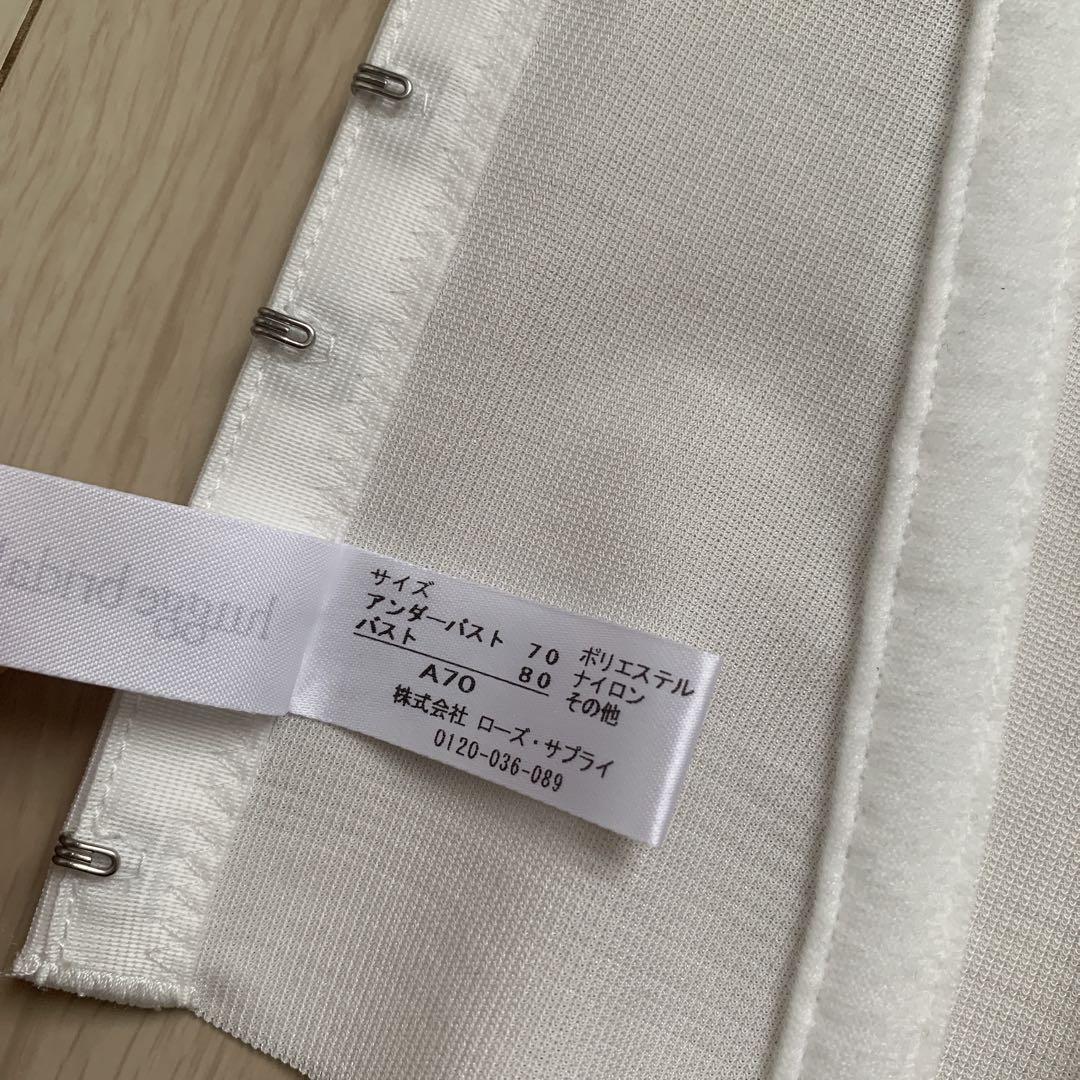 サイズ
アンダーバスト 70
バスト 80
A70
ポリエステル
ナイロン
その他
株式会社 ローズ・サプライ
0120-036-089